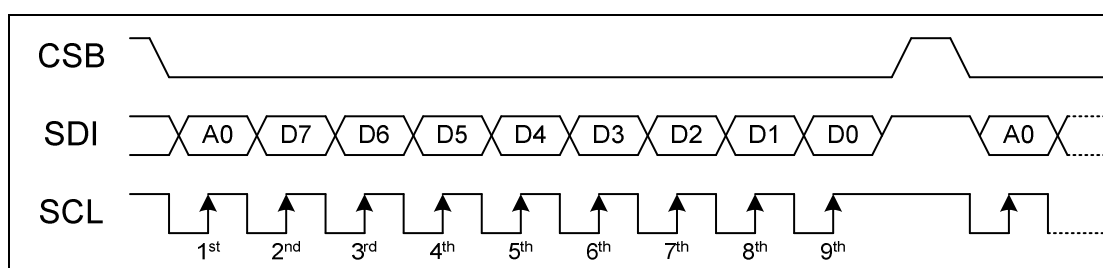 CSB
SDI A0 D7 D6 D5 D4 D3 D2 D1 D0 A0
SCL
1st 2nd 3rd 4th 5th 6th 7th 8th 9th